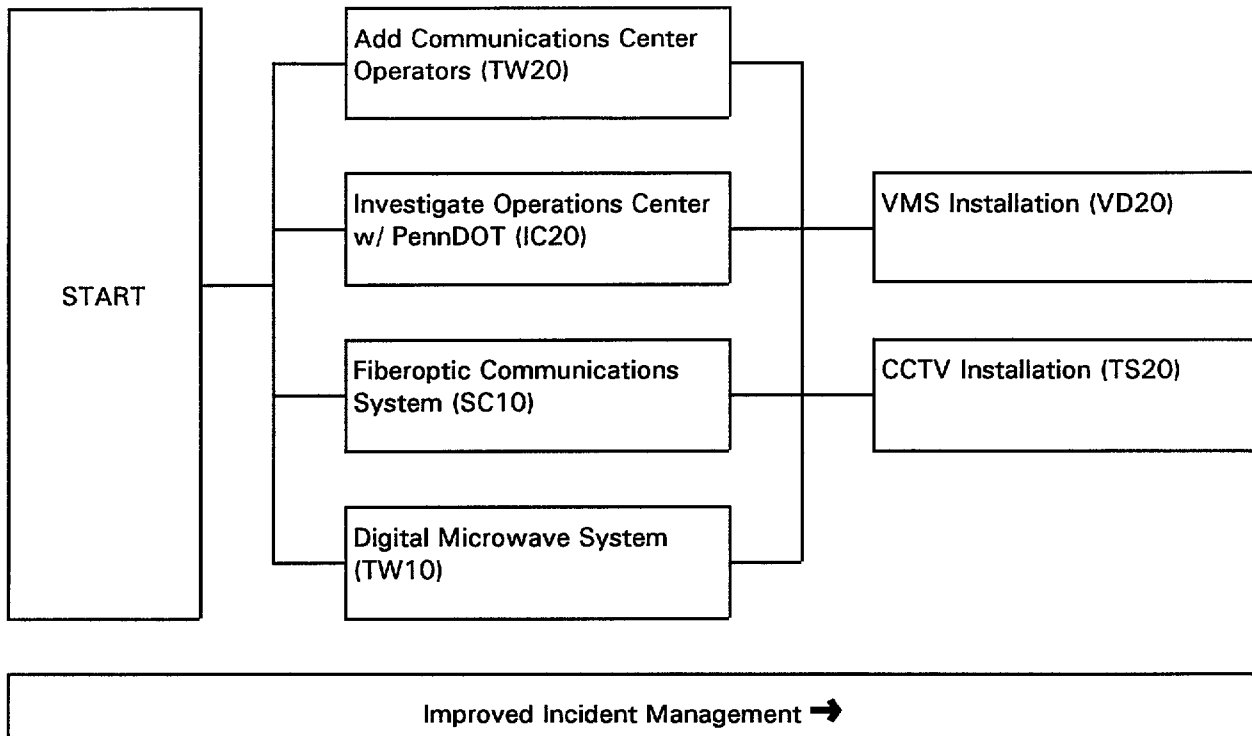 START
Add Communications Center
Operators (TW20)
Investigate Operations Center
w/ PennDOT (IC20)
Fiberoptic Communications
System (SC10)
Digital Microwave System
(TW10)
VMS Installation (VD20)
CCTV Installation (TS20)
Improved Incident Management ➔